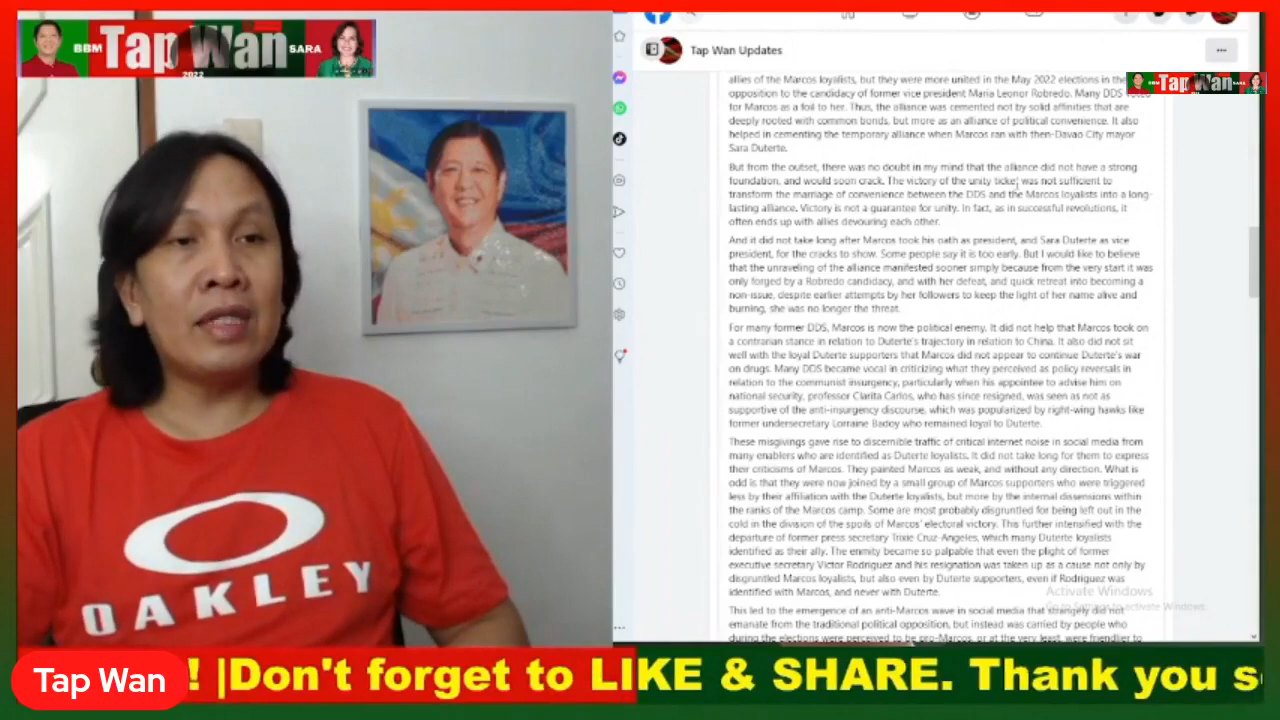 BBM Tap Wan SARA
2022
Tap Wan Updates
...
allies of the Marcos loyalists, but they were more united in the May 2022 elections in the
opposition to the candidacy of former vice president Maria Leonor Robredo. Many DDS voted
for Marcos as a foil to her. Thus, the alliance was cemented not by solid affinities that are
deeply rooted with common bonds, but more as an alliance of political convenience. It also
helped in cementing the temporary alliance when Marcos ran with then-Davao City mayor
Sara Duterte.
But from the outset, there was no doubt in my mind that the alliance did not have a strong
foundation, and would soon crack. The victory of the unity ticket was not sufficient to
transform the marriage of convenience between the DDS and the Marcos loyalists into a long-
lasting alliance. Victory is not a guarantee for unity. In fact, as in successful revolutions, it
often ends up with allies devouring each other.
And it did not take long after Marcos took his oath as president, and Sara Duterte as vice
president, for the cracks to show. Some people say it is too early. But I would like to believe
that the unraveling of the alliance manifested sooner simply because from the very start it was
only forged by a Robredo candidacy, and with her defeat, and quick retreat into becoming a
non-issue, despite earlier attempts by her followers to keep the light of her name alive and
burning, she was no longer the threat.
For many former DDS, Marcos is now the political enemy. It did not help that Marcos took on
a contrarian stance in relation to Duterte's trajectory in relation to China. It also did not sit
well with the loyal Duterte supporters that Marcos did not appear to continue Duterte's war
on drugs. Many DDS became vocal in criticizing what they perceived as policy reversals in
relation to the communist insurgency, particularly when his appointee to advise him on
national security, professor Clarita Carlos, who has since resigned, was seen as not as
supportive of the anti-insurgency discourse, which was popularized by right-wing hawks like
former undersecretary Lorraine Badoy who remained loyal to Duterte.
These misgivings gave rise to discernible traffic of critical internet noise in social media from
many enablers who are identified as Duterte loyalists. It did not take long for them to express
their criticisms of Marcos. They painted Marcos as weak, and without any direction. What is
odd is that they were now joined by a small group of Marcos supporters who were triggered
less by their affiliation with the Duterte loyalists, but more by the internal dissensions within
the ranks of the Marcos camp. Some are most probably disgruntled for being left out in the
cold in the division of the spoils of Marcos' electoral victory. This further intensified with the
departure of former press secretary Trixie Cruz-Angeles, which many Duterte loyalists
identified as their ally. The enmity became so palpable that even the plight of former
executive secretary Victor Rodriguez and his resignation was taken up as a cause not only by
disgruntled Marcos loyalists, but also even by Duterte supporters, even if Rodriguez was
identified with Marcos, and never with Duterte.
This led to the emergence of an anti-Marcos wave in social media that strangely did not
emanate from the traditional political opposition, but instead was carried by people who
during the elections were perceived to be pro-Marcos, or at the very least, were friendlier to
Tap Wan
Activate Windows
Go to Settings to activate Windows.
OAKLEY
Tap Wan
! |Don't forget to LIKE & SHARE. Thank you s